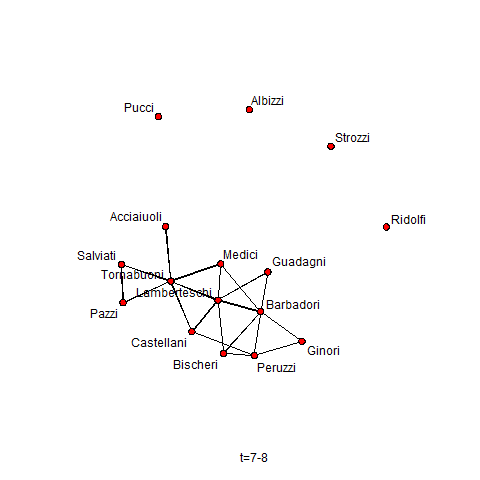 Albizzi
Pucci
Strozzi
Acciaiuoli
Ridolfi
Salviati
Medici
Guadagni
Tornabuoni
Lamberteschi
Barbadori
Pazzi
Castellani
Ginori
Bischeri
Peruzzi
t=7-8